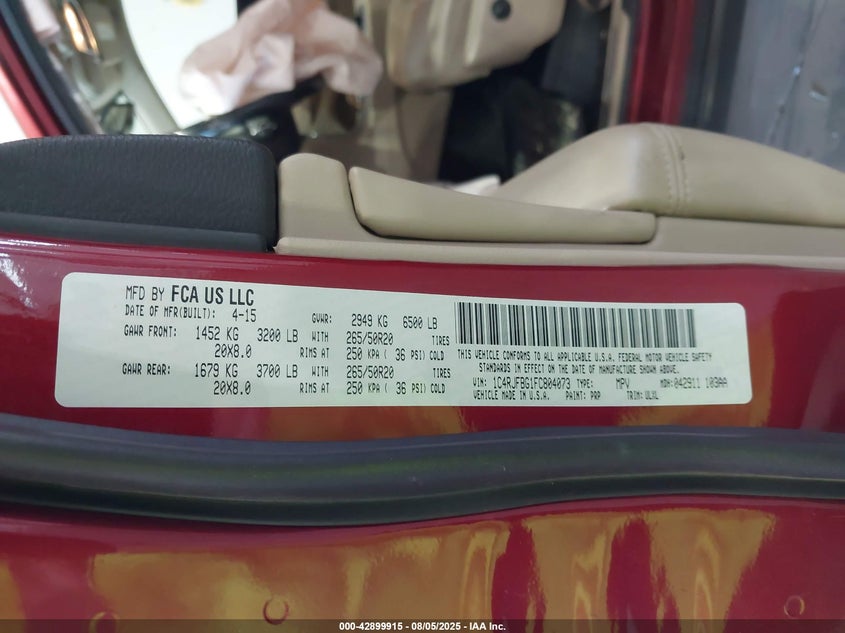 MFD BY FCA US LLC
DATE OF MFR(BUILT): 4-15 GVWR: 2949 KG 6500 LB
GAWR FRONT: 1452 KG 3200 LB WITH 265/50R20 TIRES
20X8.0 RIMS AT 250 KPA ( 36 PSI) COLD
GAWR REAR: 1679 KG 3700 LB WITH 265/50R20 TIRES
20X8.0 RIMS AT 250 KPA ( 36 PSI) COLD
THIS VEHICLE CONFORMS TO ALL APPLICABLE U.S.A. FEDERAL MOTOR VEHICLE SAFETY
STANDARDS IN EFFECT ON THE DATE OF MANUFACTURE SHOWN ABOVE.
VIN: 1C4RJFBG1FC804073 TYPE: MPV MDH: 042911 103AA
VEHICLE MADE IN U.S.A. PAINT: PRP TRIM: ULXL
000-42899915 - 08/05/2025 - IAA Inc.